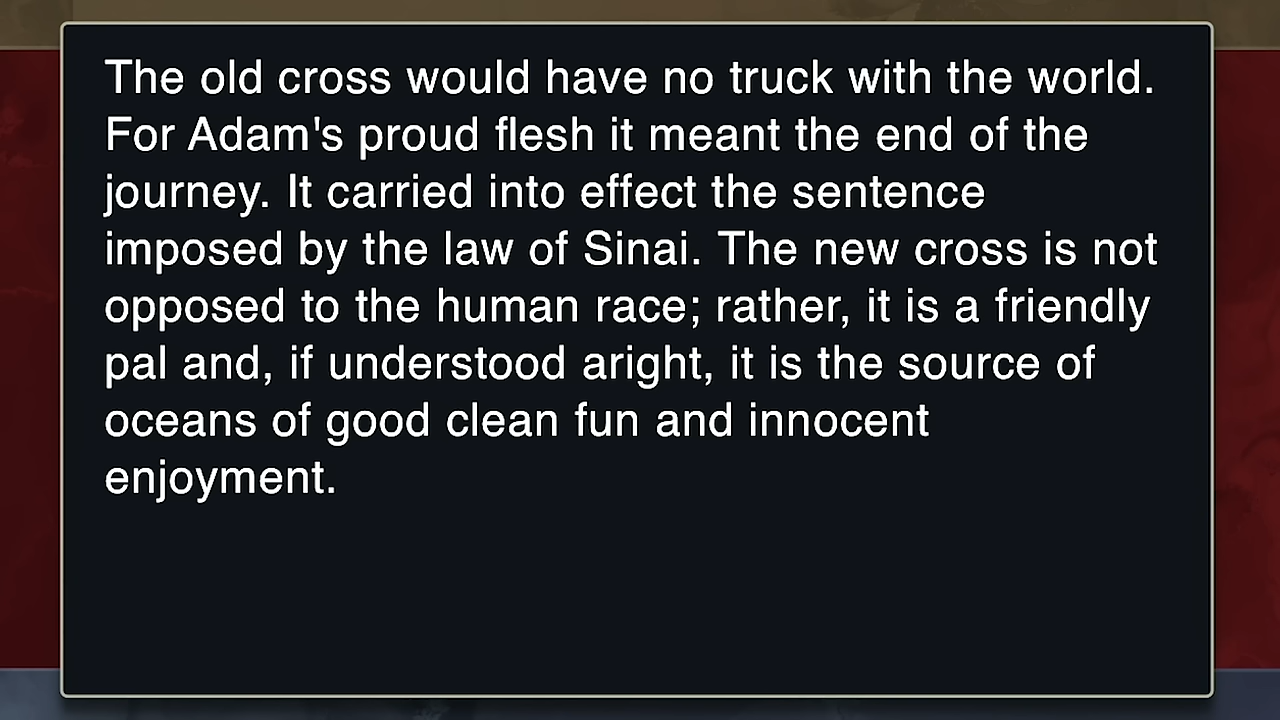 The old cross would have no truck with the world.
For Adam's proud flesh it meant the end of the
journey. It carried into effect the sentence
imposed by the law of Sinai. The new cross is not
opposed to the human race; rather, it is a friendly
pal and, if understood aright, it is the source of
oceans of good clean fun and innocent
enjoyment.